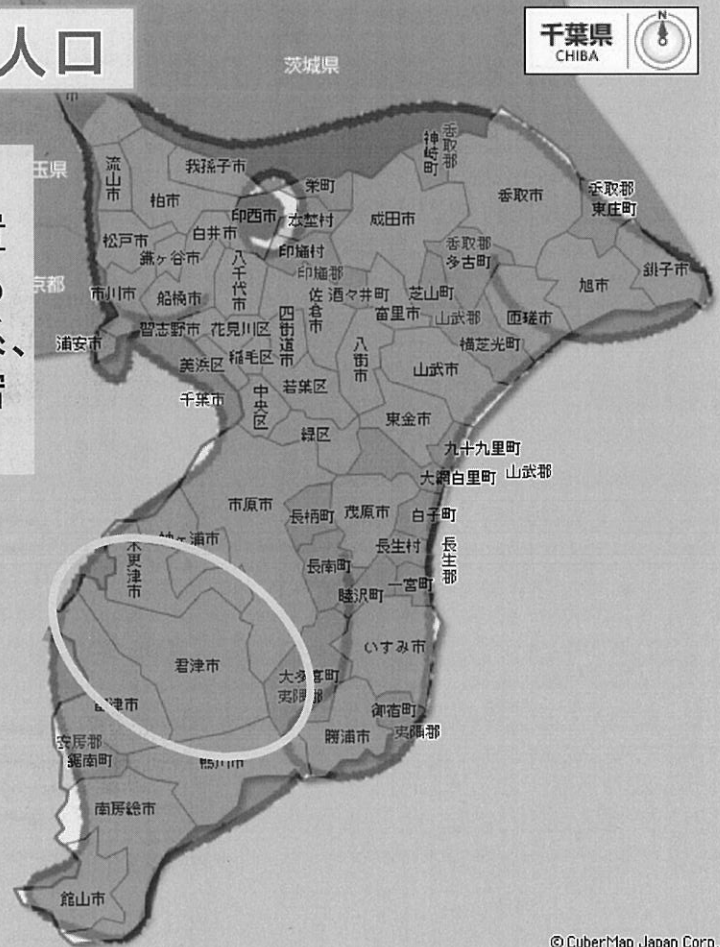 人口
千葉県
CHIBA
N
茨城県
玉県
京都
流山市
我孫子市
柏市
印西市
栄町
本埜村
成田市
神崎町
香取郡
香取市
香取郡
東庄町
松戸市
白井市
鎌ヶ谷市
八千代市
印旛村
印旛郡
香取郡
多古町
旭市
銚子市
市川市
船橋市
佐倉市
酒々井町
芝山町
富里市
山武郡
匝瑳市
浦安市
習志野市
花見川区
四街道市
八街市
横芝光町
美浜区
稲毛区
若葉区
山武市
千葉市
中央区
緑区
東金市
九十九里町
大網白里町
山武郡
市原市
長柄町
茂原市
白子町
袖ヶ浦市
木更津市
長南町
長生村
長生郡
一宮町
睦沢町
いすみ市
君津市
大多喜町
夷隅郡
富津市
御宿町
夷隅郡
勝浦市
安房郡
鋸南町
鴨川市
南房総市
館山市
© CyberMap Japan Corp